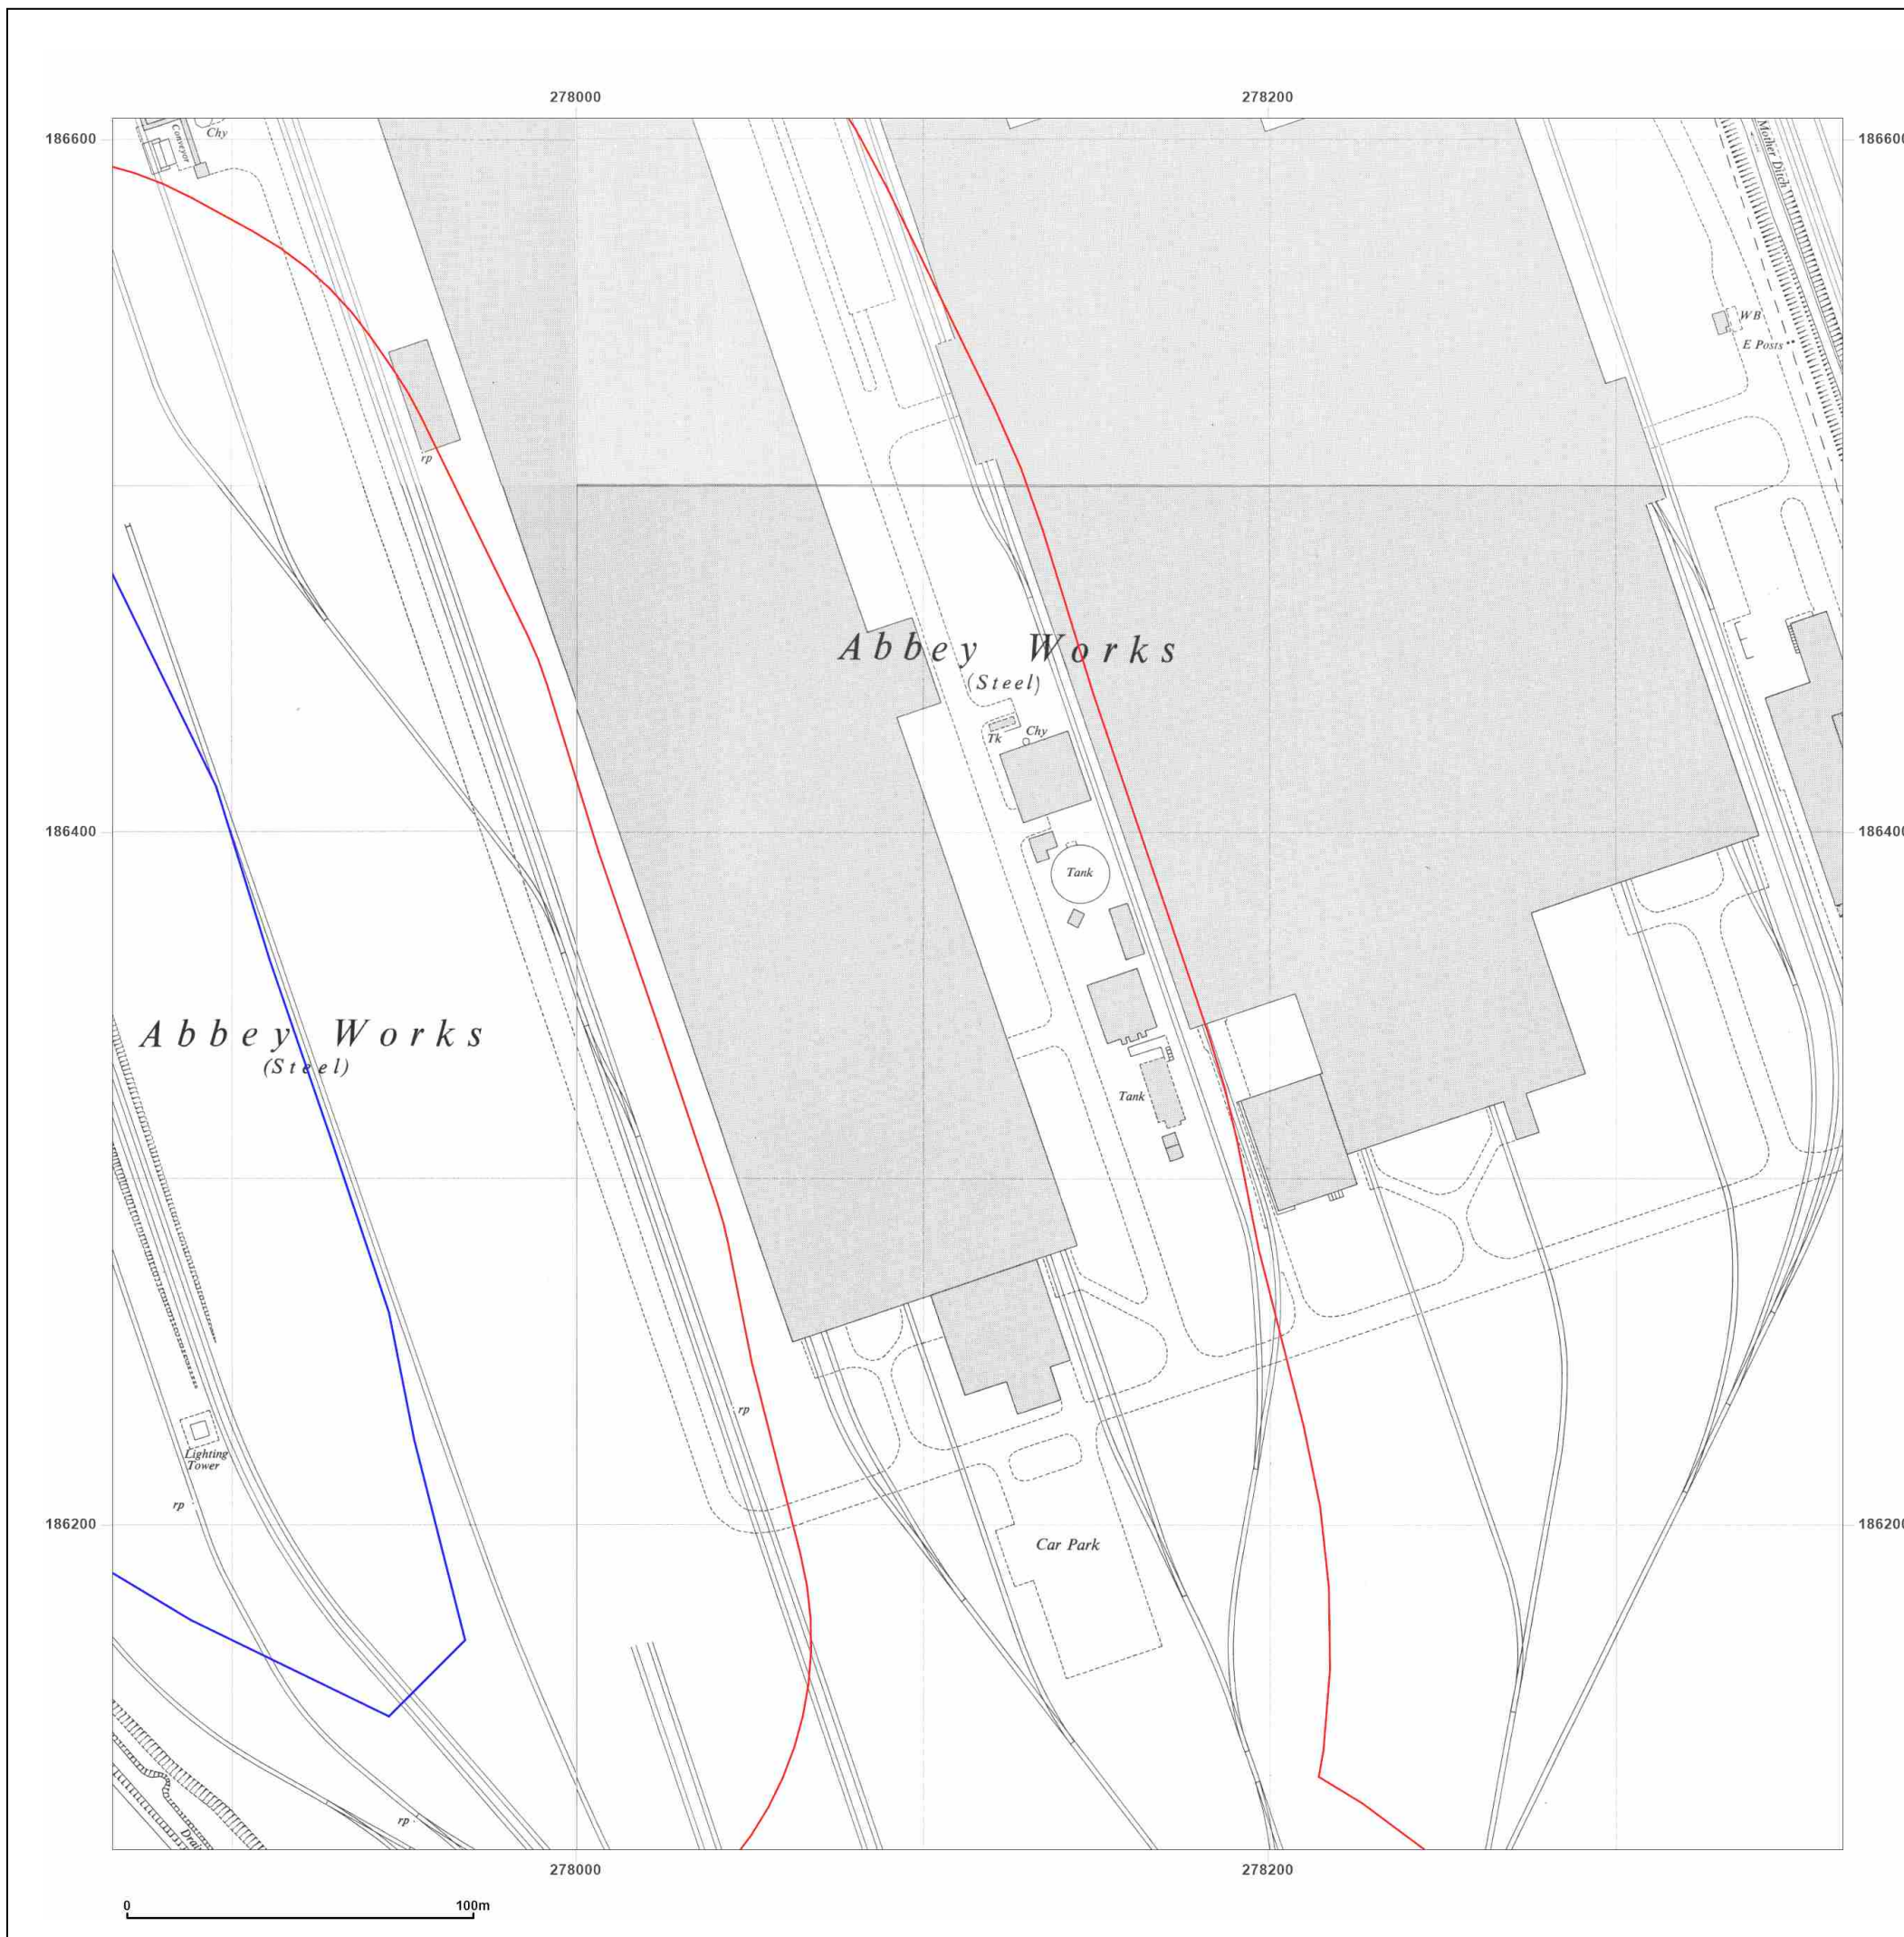 278000
278200
186600
186600
Conveyor
Chy
Mother Ditch
WB
E Posts
rp
Abbey Works
(Steel)
Tk
Chy
186400
186400
Tank
Abbey Works
(Steel)
Tank
rp
Lighting
Tower
rp
186200
186200
Car Park
rp
278000
278200
0
100m